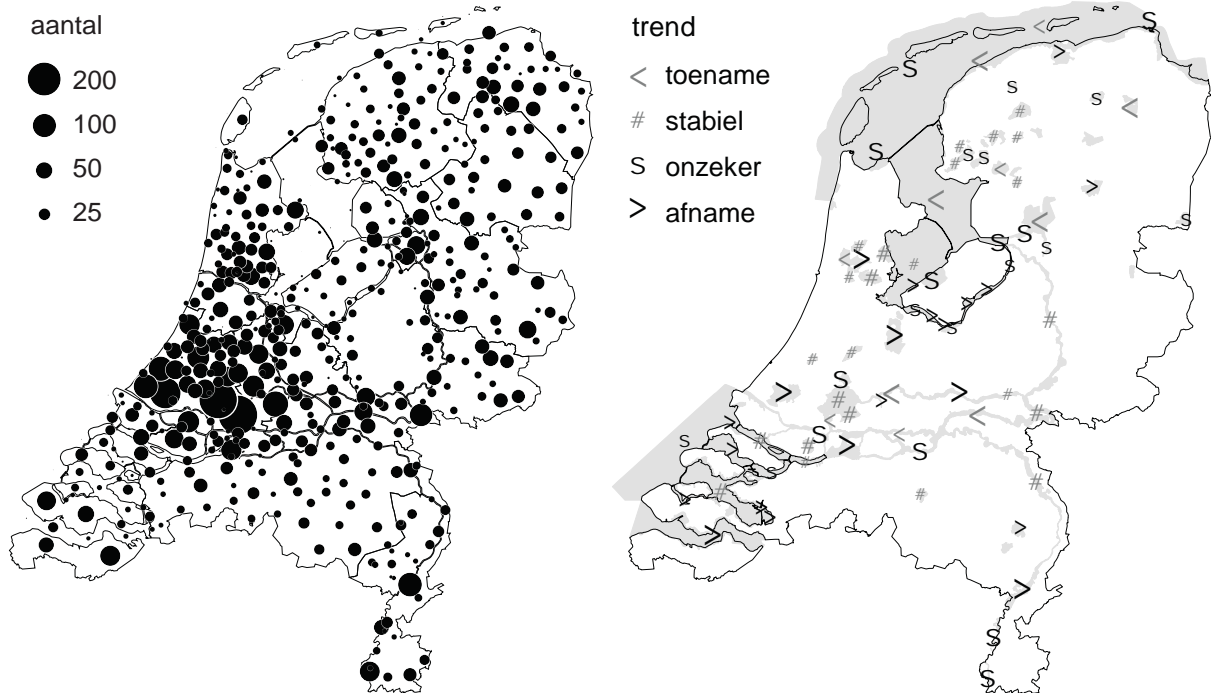 aantal
200
100
50
25
trend
< toename
# stabiel
S onzeker
> afname